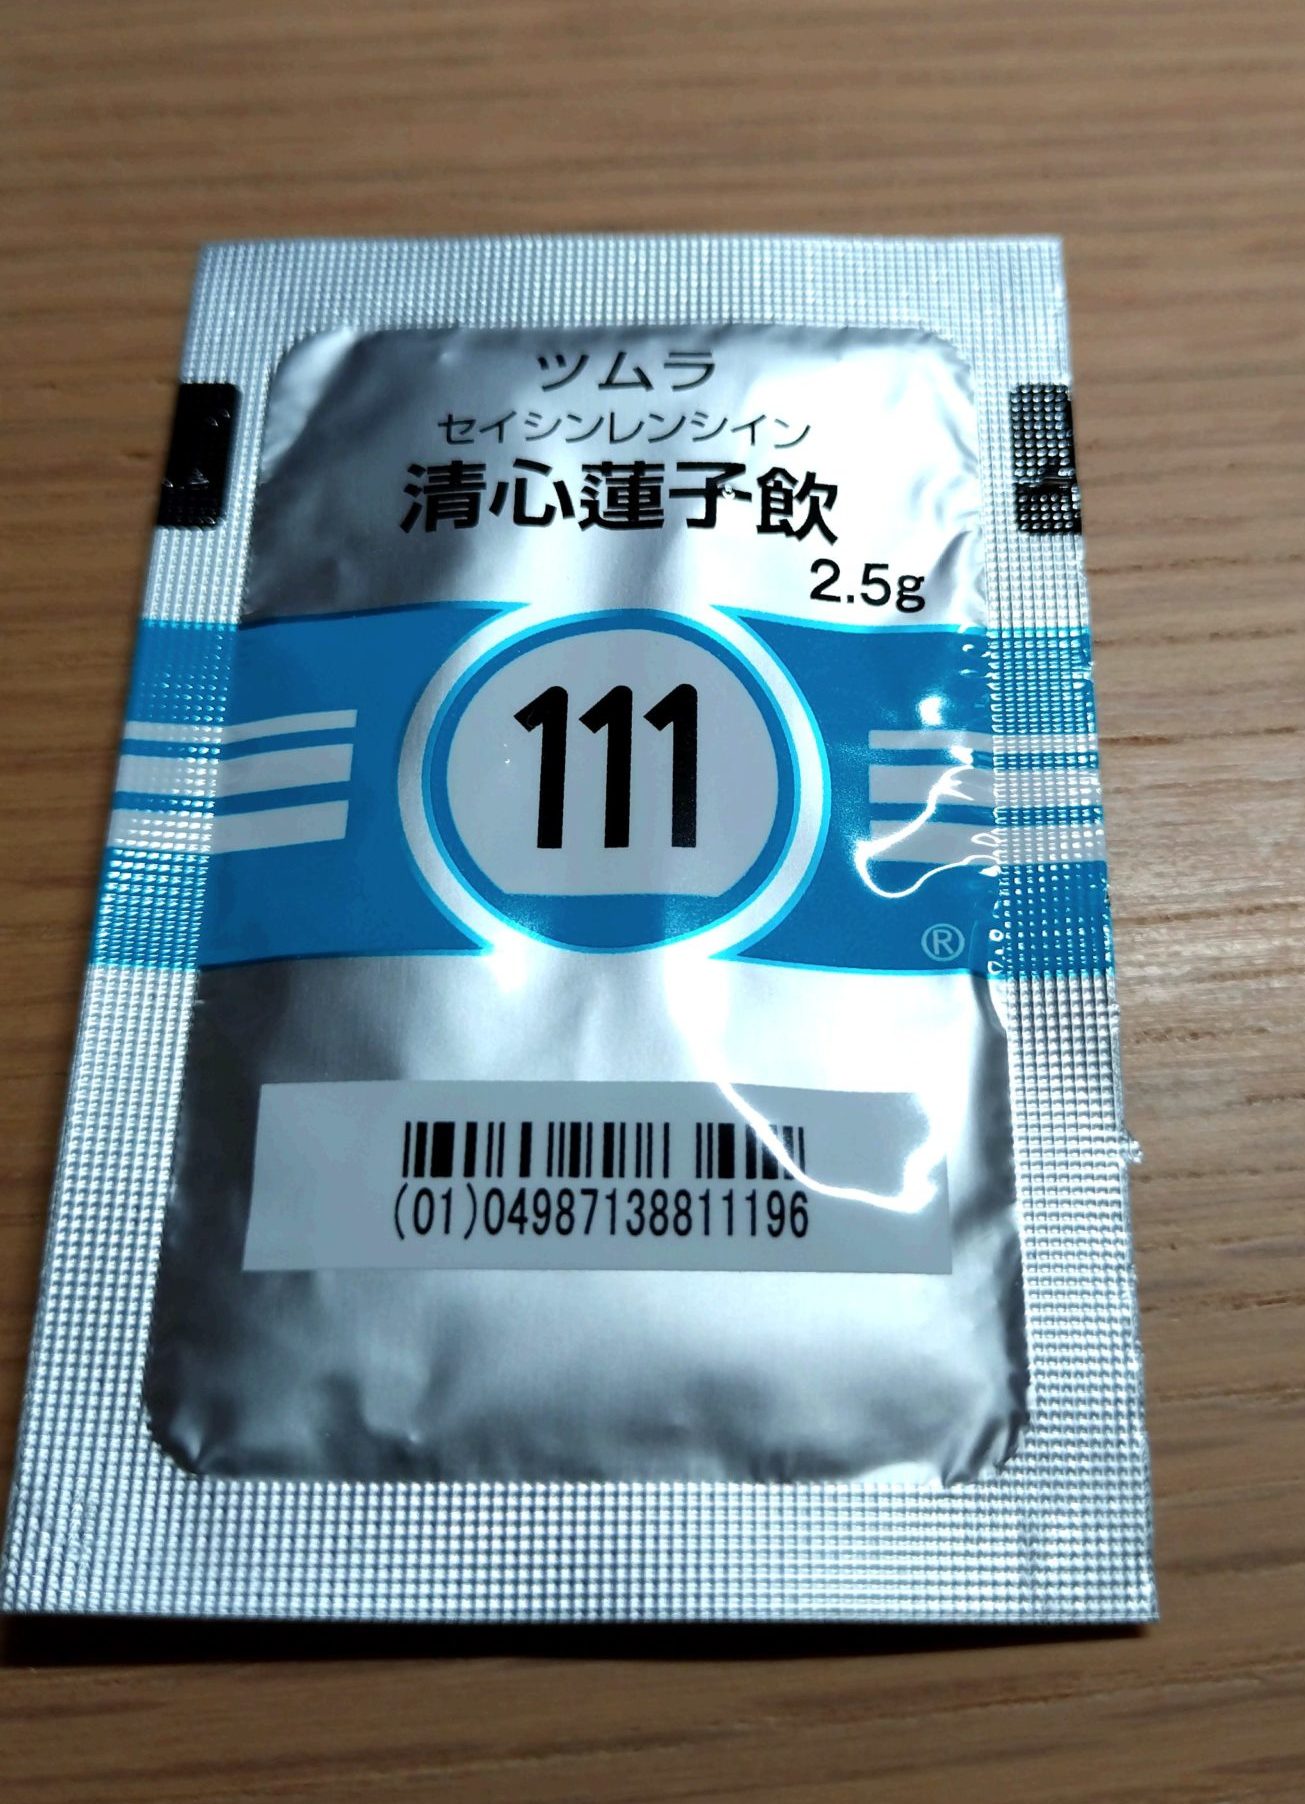 ツムラ
セイシンレンシイン
清心蓮子飲
2.5g
111
®
(01)04987138811196